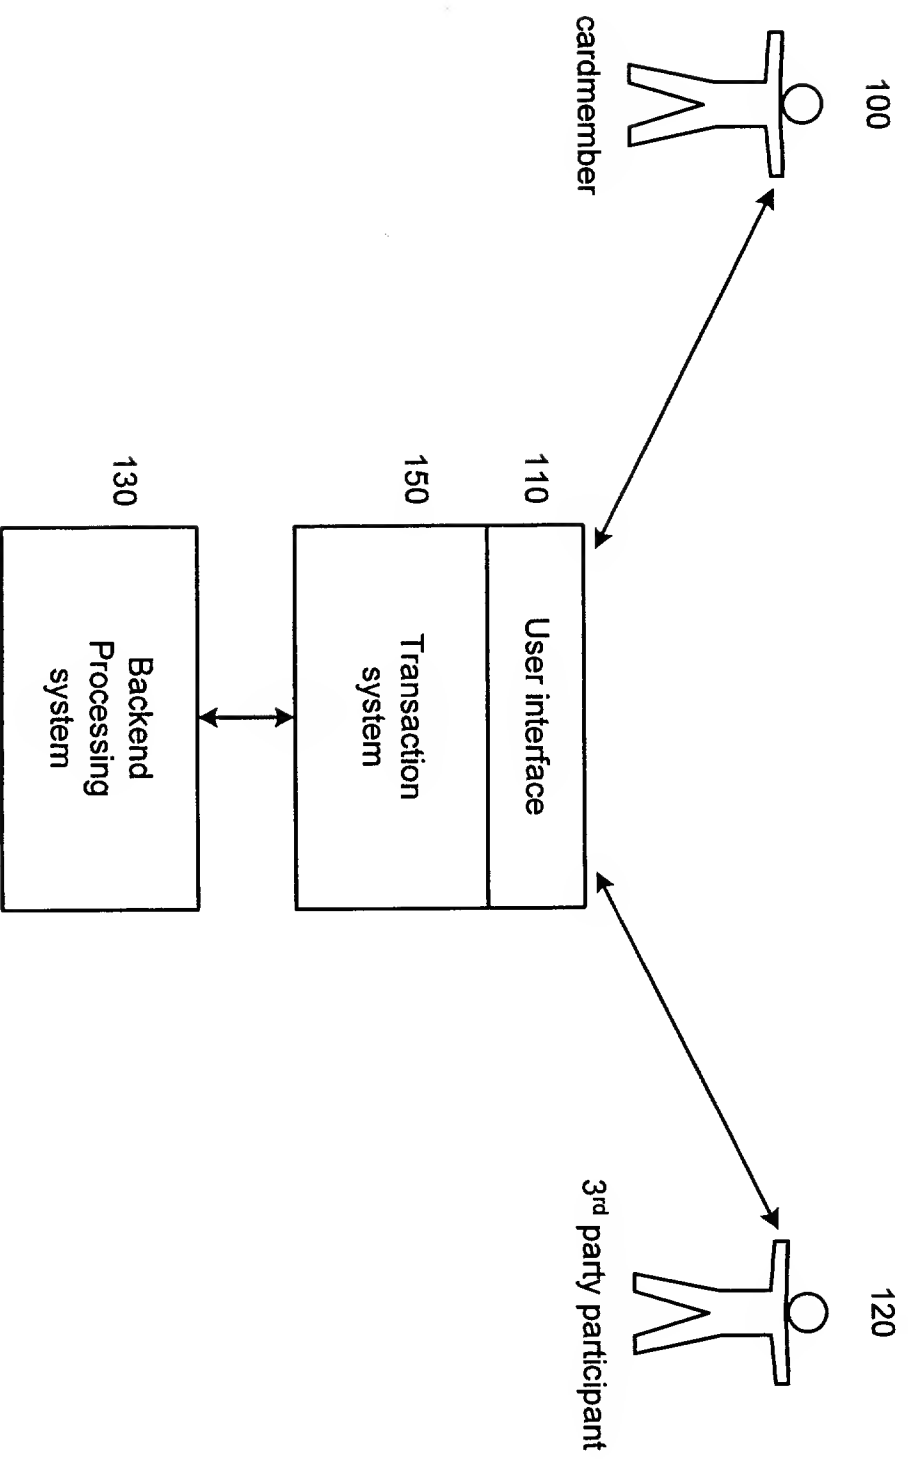 100
120
cardmember
3rd party participant
110
User interface
150
Transaction
system
130
Backend
Processing
system